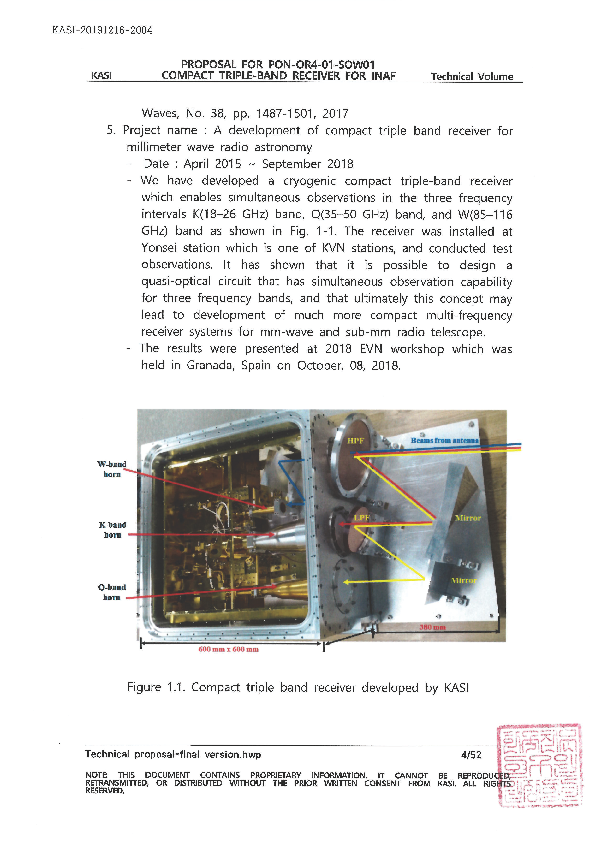 KASI-20191216-2004
PROPOSAL FOR PON-OR4-01-SOW01
KASI COMPACT TRIPLE-BAND RECEIVER FOR INAF Technical Volume
Waves, No. 38, pp. 1487-1501, 2017
5. Project name : A development of compact triple band receiver for
millimeter wave radio astronomy
- Date : April 2015 ~ September 2018
- We have developed a cryogenic compact triple-band receiver
which enables simultaneous observations in the three frequency
intervals K(18–26 GHz) band, Q(35–50 GHz) band, and W(85–116
GHz) band as shown in Fig. 1-1. The receiver was installed at
Yonsei station which is one of KVN stations, and conducted test
observations. It has shown that it is possible to design a
quasi-optical circuit that has simultaneous observation capability
for three frequency bands, and that ultimately this concept may
lead to development of much more compact multi-frequency
receiver systems for mm-wave and sub-mm radio telescope.
- The results were presented at 2018 EVN workshop which was
held in Granada, Spain on October. 08, 2018.
HPF
Beams from antenna
W-band
horn
LPF
Mirror
K-band
horn
Mirror
Q-band
horn
380 mm
600 mm x 600 mm
Figure 1.1. Compact triple band receiver developed by KASI
Technical proposal-final version.hwp 4/52
NOTE THIS DOCUMENT CONTAINS PROPRIETARY INFORMATION. IT CANNOT BE REPRODUCED,
RETRANSMITTED, OR DISTRIBUTED WITHOUT THE PRIOR WRITTEN CONSENT FROM KASI. ALL RIGHTS
RESERVED.